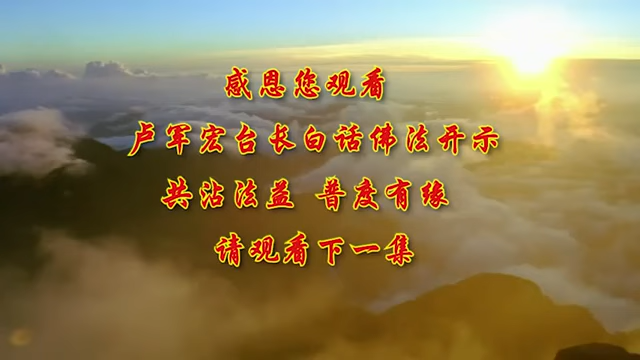 感恩您观看
卢军宏台长白话佛法开示
共沾法益 普度有缘
请观看下一集